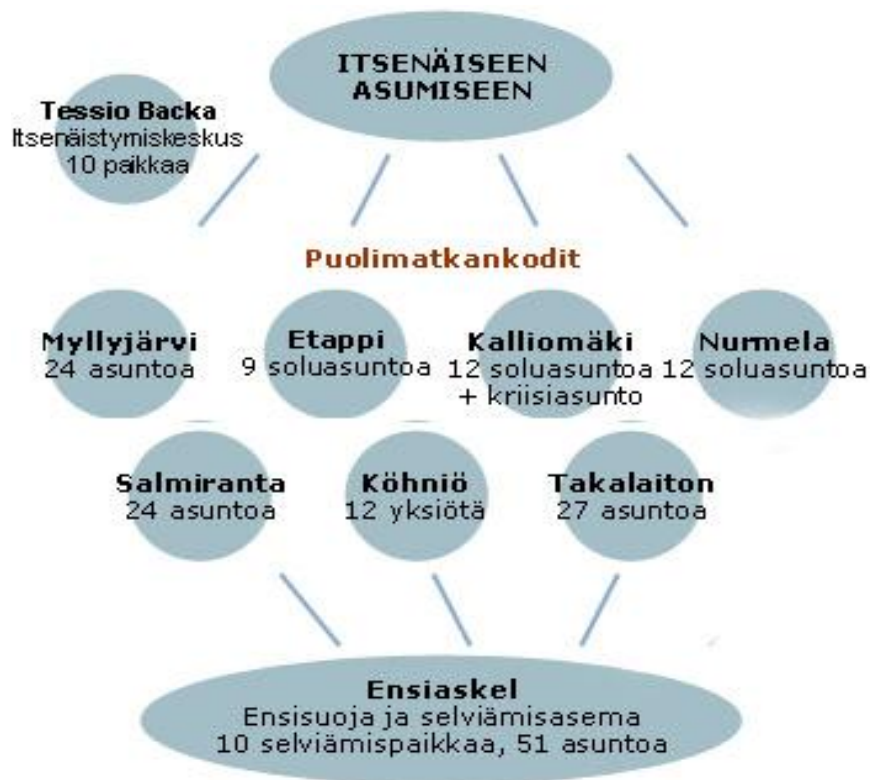 ITSENÄISEEN
ASUMISEEN
Tessio Backa
Itsenäistymiskeskus
10 paikkaa
Puolimatkankodit
Myllyjärvi
24 asuntoa
Etappi
9 soluasuntoa
Kalliomäki
12 soluasuntoa
+ kriisiasunto
Nurmela
12 soluasuntoa
Salmiranta
24 asuntoa
Köhniö
12 yksiötä
Takalaiton
27 asuntoa
Ensiaskel
Ensisuoja ja selviämisasema
10 selviämispaikkaa, 51 asuntoa